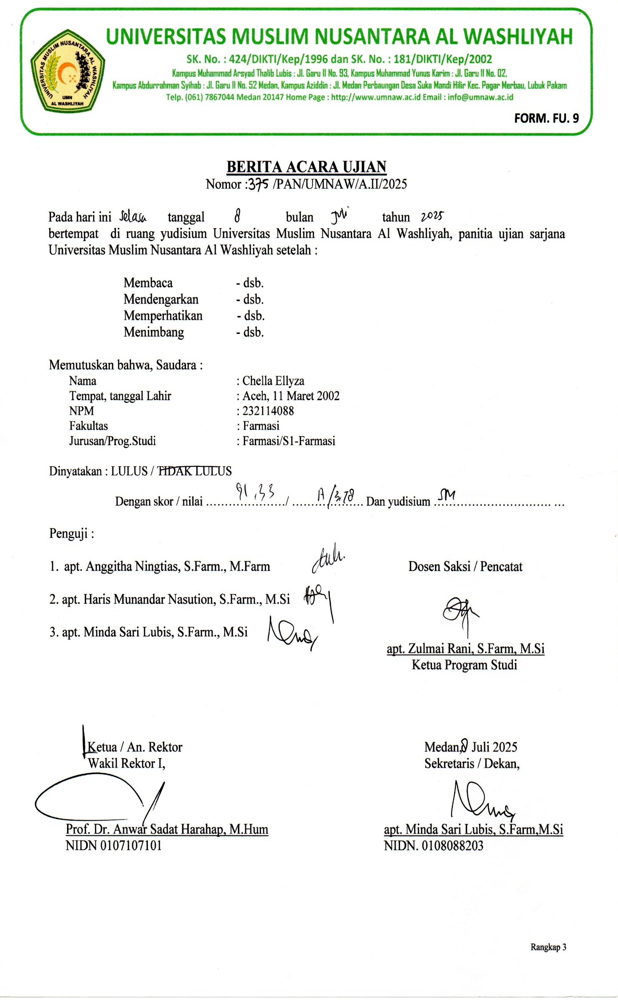 UNIVERSITAS MUSLIM NUSANTARA AL WASHLIYAH
SK. No. : 424/DIKTI/Kep/1996 dan SK. No. : 181/DIKTI/Kep/2002
Kampus Muhammad Arsyad Thalib Lubis : Jl. Garu II No. 93, Kampus Muhammad Yunus Karim : Jl. Garu II No. 02,
Kampus Abdurrahman Syihab : Jl. Garu II No. 52 Medan, Kampus Aziddin : Jl. Medan Perbaungan Desa Suka Mandi Hilir Kec. Pagar Merbau, Lubuk Pakam
Telp. (061) 7867044 Medan 20147 Home Page : http://www.umnaw.ac.id Email : info@umnaw.ac.id
UNIVERSITAS MUSLIM NUSANTARA AL WASHLIYAH
UMN
AL WASHLIYAH
FORM. FU. 9
BERITA ACARA UJIAN
Nomor :375 /PAN/UMNAW/A.II/2025
Pada hari ini Selasa tanggal 8 bulan Juli tahun 2025
bertempat di ruang yudisium Universitas Muslim Nusantara Al Washliyah, panitia ujian sarjana
Universitas Muslim Nusantara Al Washliyah setelah :
Membaca - dsb.
Mendengarkan - dsb.
Memperhatikan - dsb.
Menimbang - dsb.
Memutuskan bahwa, Saudara :
Nama : Chella Ellyza
Tempat, tanggal Lahir : Aceh, 11 Maret 2002
NPM : 232114088
Fakultas : Farmasi
Jurusan/Prog.Studi : Farmasi/S1-Farmasi
Dinyatakan : LULUS / TIDAK LULUS
Dengan skor / nilai 91,33 / A/3,78 Dan yudisium SM
Penguji :
1. apt. Anggitha Ningtias, S.Farm., M.Farm
Dosen Saksi / Pencatat
2. apt. Haris Munandar Nasution, S.Farm., M.Si
3. apt. Minda Sari Lubis, S.Farm., M.Si
apt. Zulmai Rani, S.Farm, M.Si
Ketua Program Studi
Ketua / An. Rektor
Wakil Rektor I,
Medan,8 Juli 2025
Sekretaris / Dekan,
Prof. Dr. Anwar Sadat Harahap, M.Hum
NIDN 0107107101
apt. Minda Sari Lubis, S.Farm,M.Si
NIDN. 0108088203
Rangkap 3